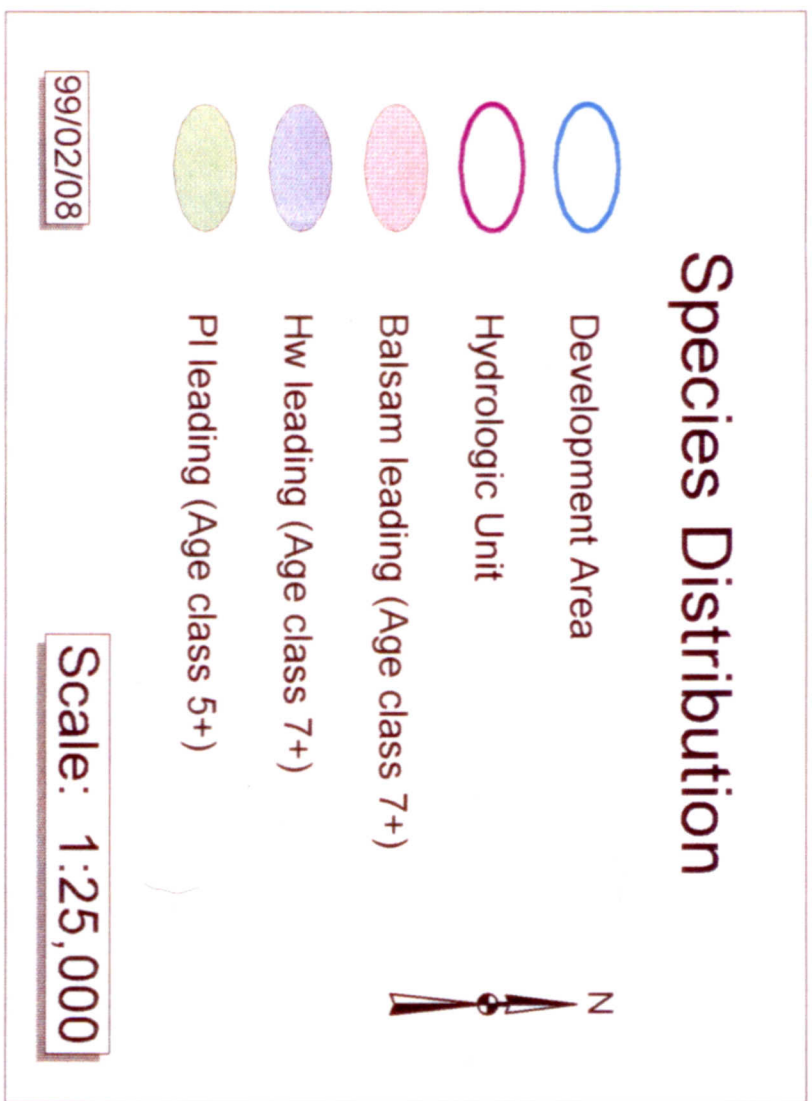 Species Distribution
Development Area
Hydrologic Unit
Balsam leading (Age class 7+)
Hw leading (Age class 7+)
Pl leading (Age class 5+)
N
99/02/08
Scale: 1:25,000